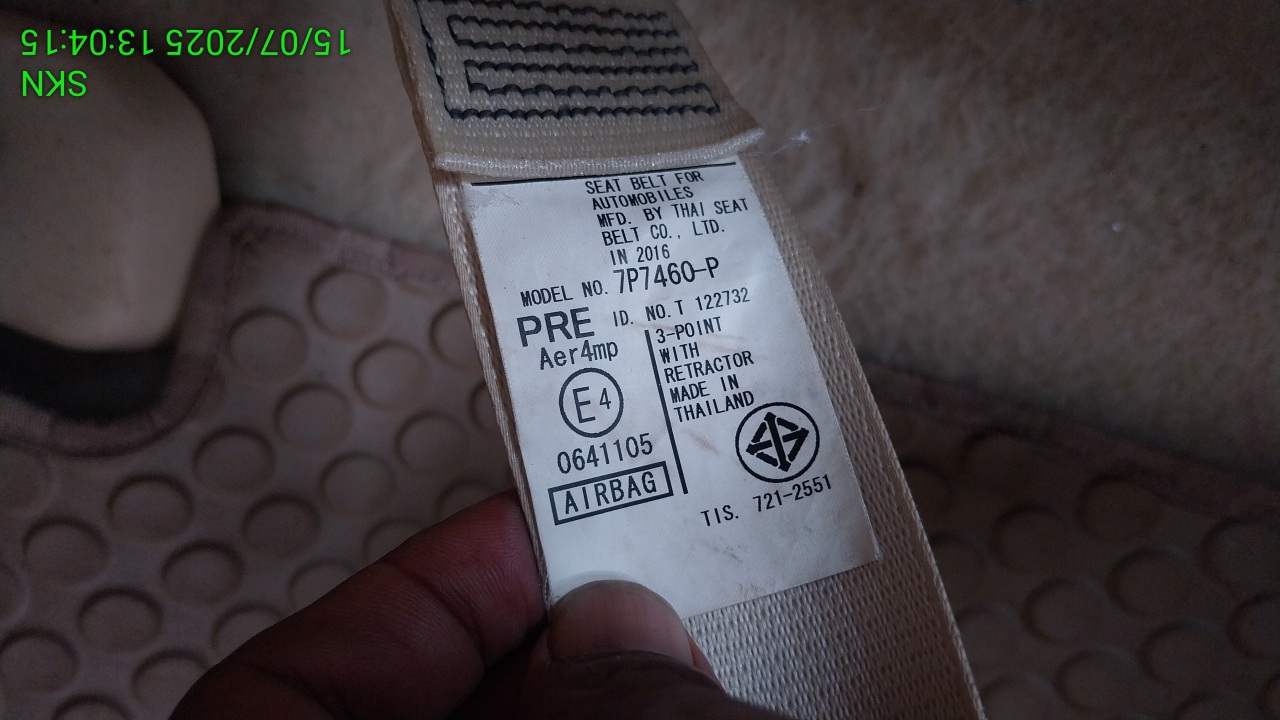 15/07/2025 13:04:15
SKN
SEAT BELT FOR
AUTOMOBILES
MFD. BY THAI SEAT
BELT CO., LTD.
IN 2016
MODEL NO. 7P7460-P
ID. NO. T 122732
PRE
Aer4mp
E4
0641105
AIRBAG
3-POINT
WITH
RETRACTOR
MADE IN
THAILAND
TIS. 721-2551